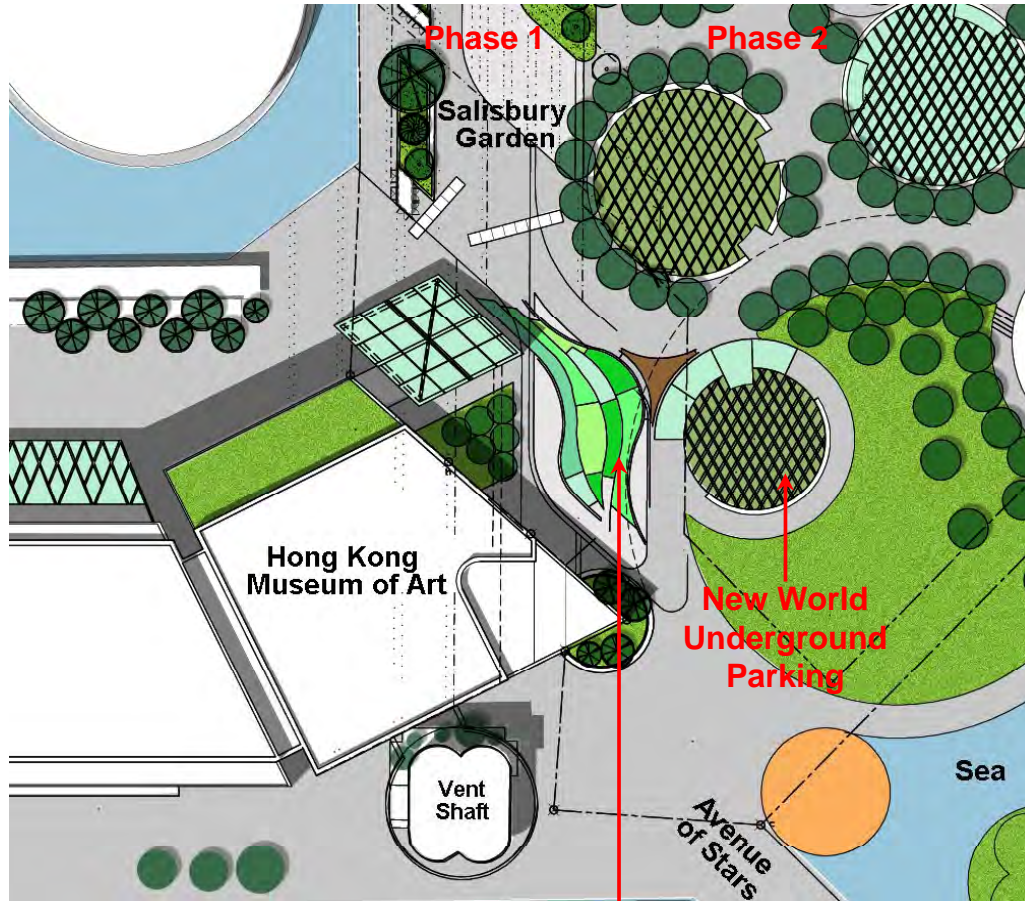 Phase 1
Phase 2
Salisbury
Garden
Hong Kong
Museum of Art
New World
Underground
Parking
Vent
Shaft
Sea
Avenue
of Stars